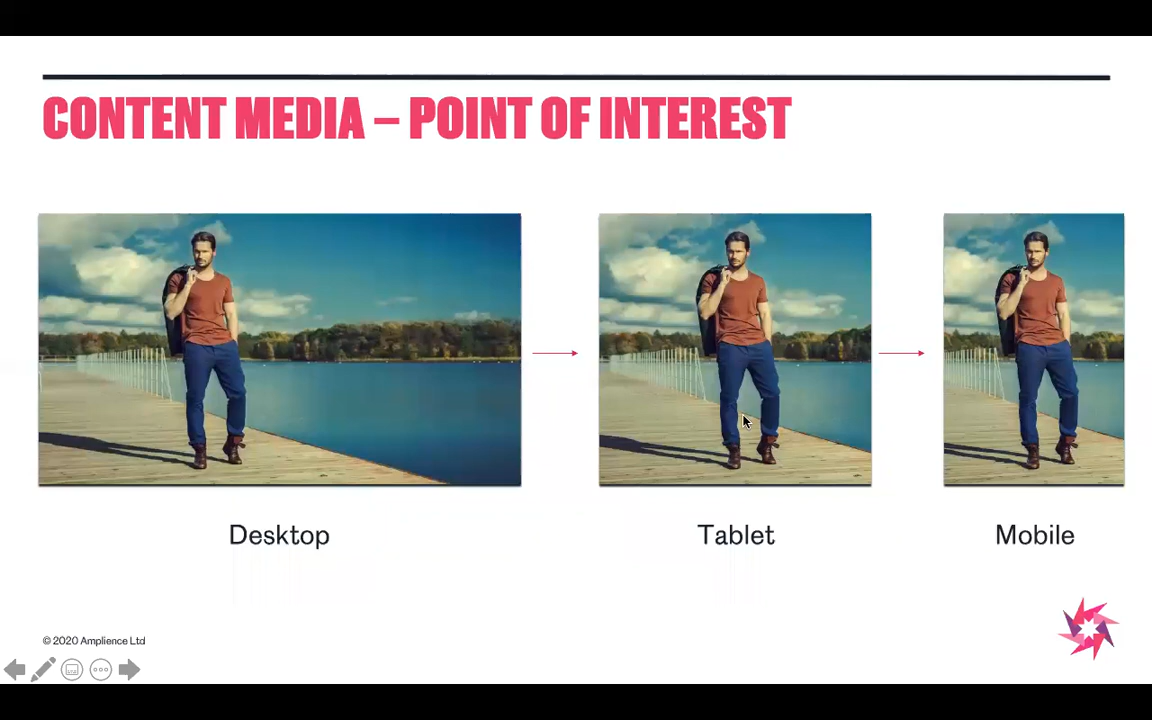 CONTENT MEDIA – POINT OF INTEREST
Desktop
Tablet
Mobile
© 2020 Amplience Ltd